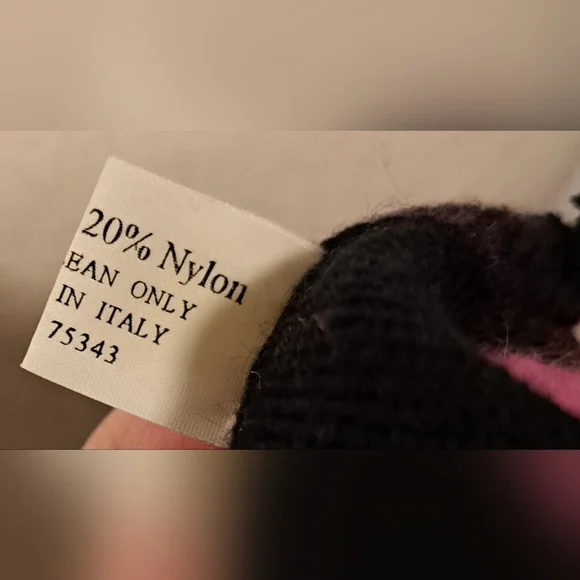 20% Nylon
EAN ONLY
IN ITALY
75343